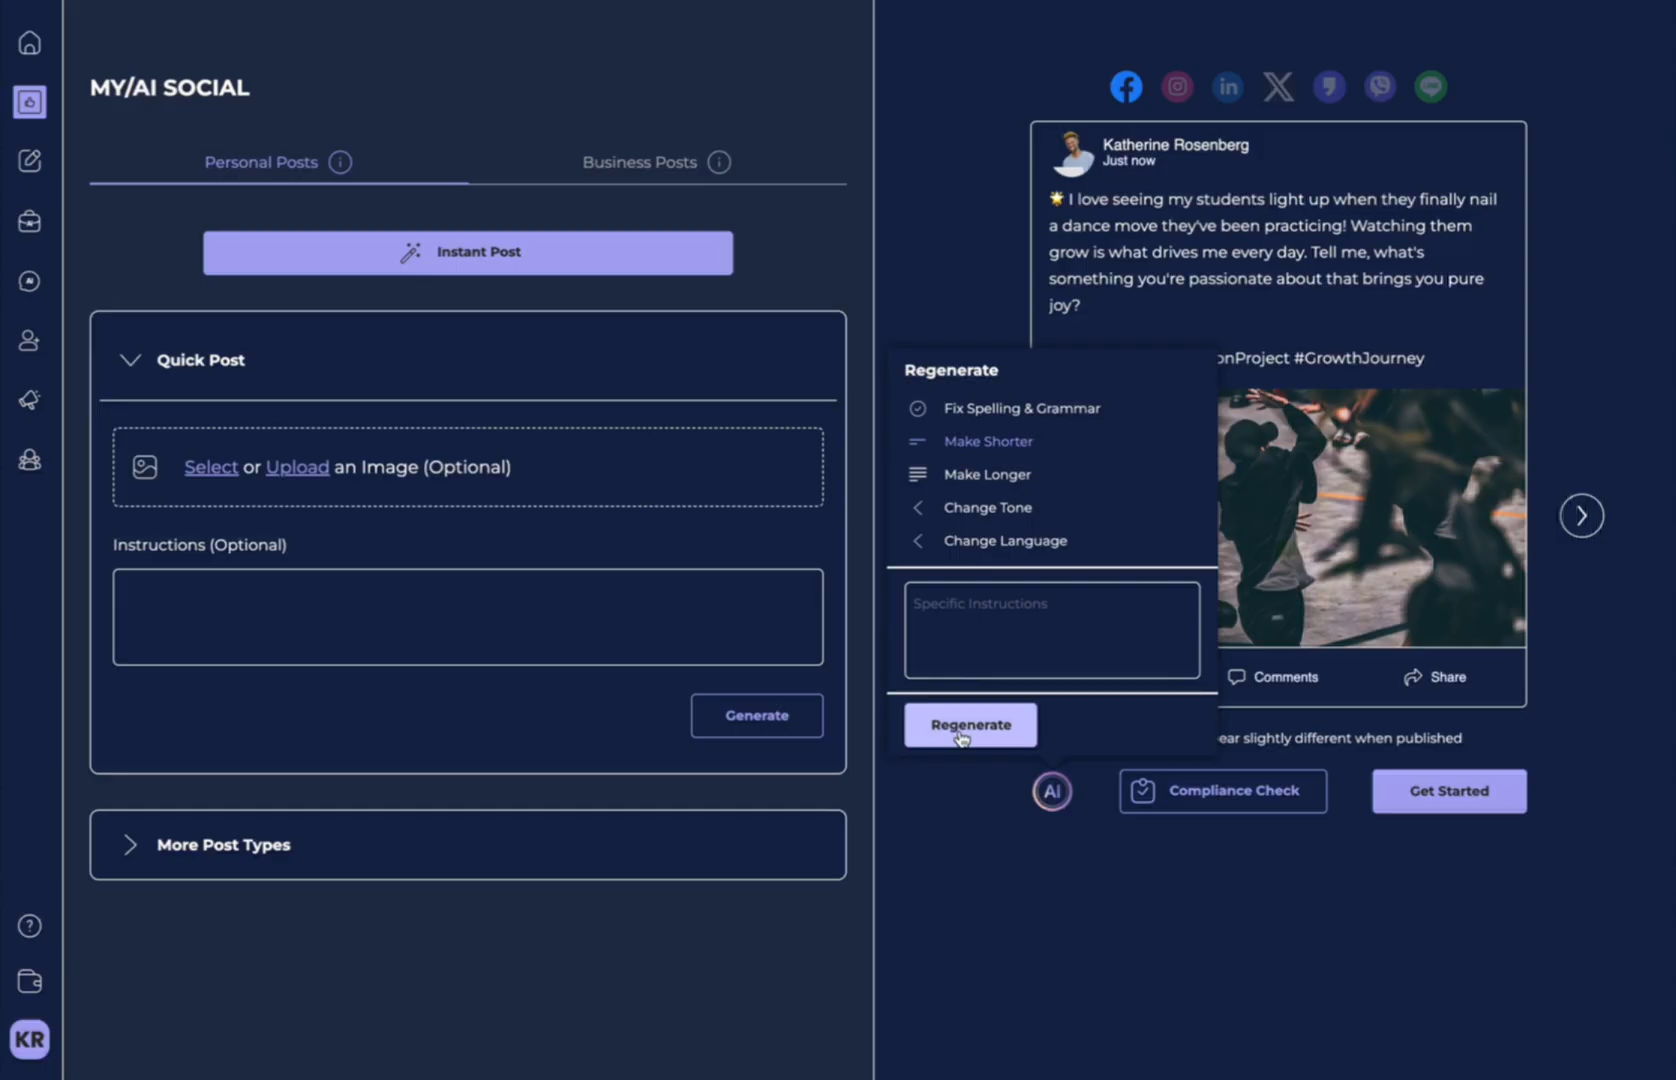 MY/AI SOCIAL
Personal Posts
Business Posts
Instant Post
Quick Post
Select or Upload an Image (Optional)
Instructions (Optional)
Generate
More Post Types
KR
Katherine Rosenberg
Just now
🌟 I love seeing my students light up when they finally nail
a dance move they've been practicing! Watching them
grow is what drives me every day. Tell me, what's
something you're passionate about that brings you pure
joy?
#GrowthJourney
Regenerate
Fix Spelling & Grammar
Make Shorter
Make Longer
Change Tone
Change Language
Specific Instructions
Regenerate
Comments
Share
slightly different when published
AI
Compliance Check
Get Started